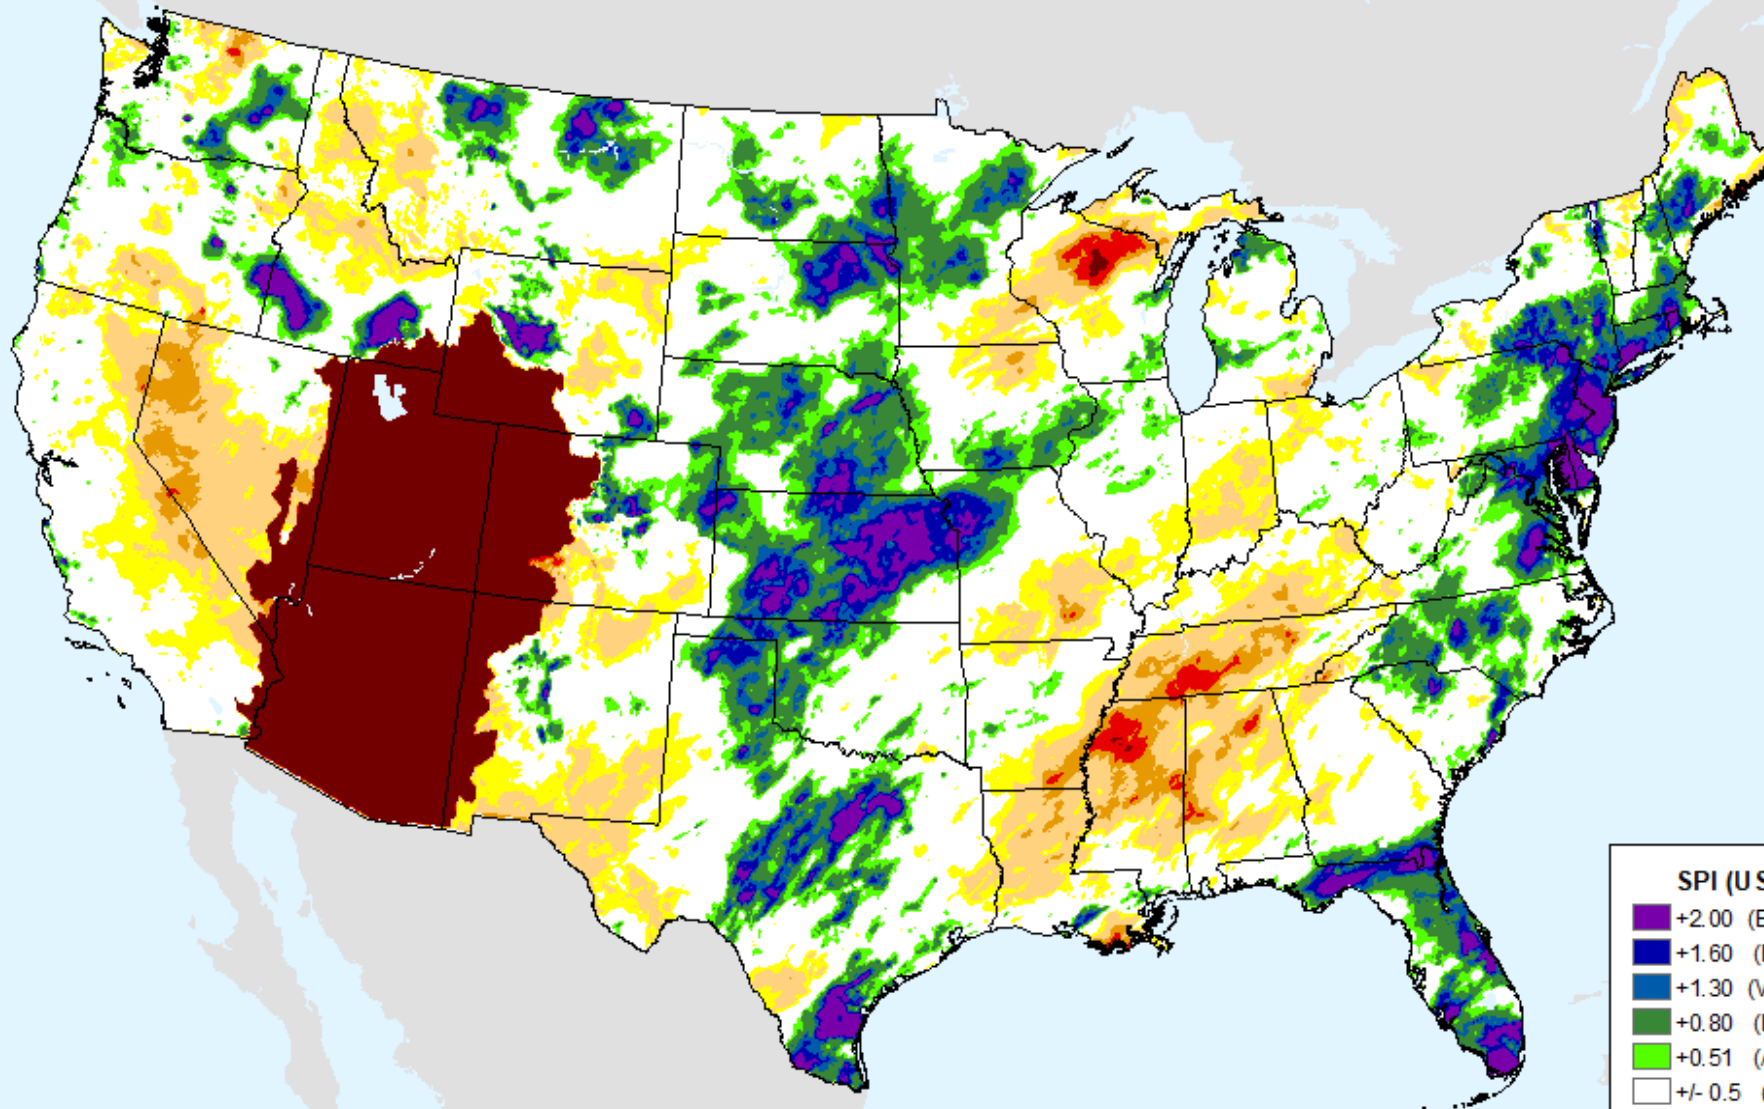 SPI (U
+2.00 (E
+1.60 (
+1.30 (V
+0.80 (
+0.51 (
+/- 0.5 (